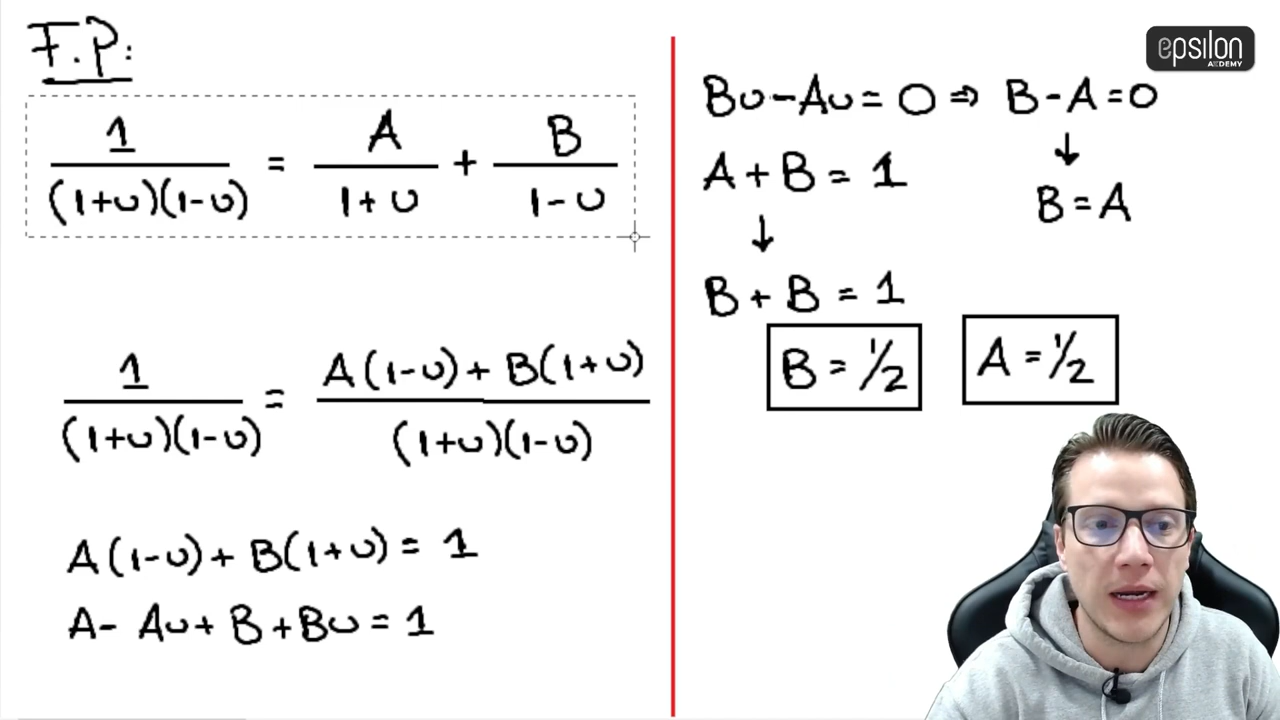 F.P:
1/((1+u)(1-u)) = A/(1+u) + B/(1-u)
1/((1+u)(1-u)) = (A(1-u)+ B(1+u))/((1+u)(1-u))
A(1-u)+ B(1+u)= 1
A- Au+ B +Bu = 1
epsilon
ACADEMY
Bu-Au= 0 ⇒ B-A=0
↓
A+B= 1
B=A
↓
B+B = 1
B= 1/2
A=1/2